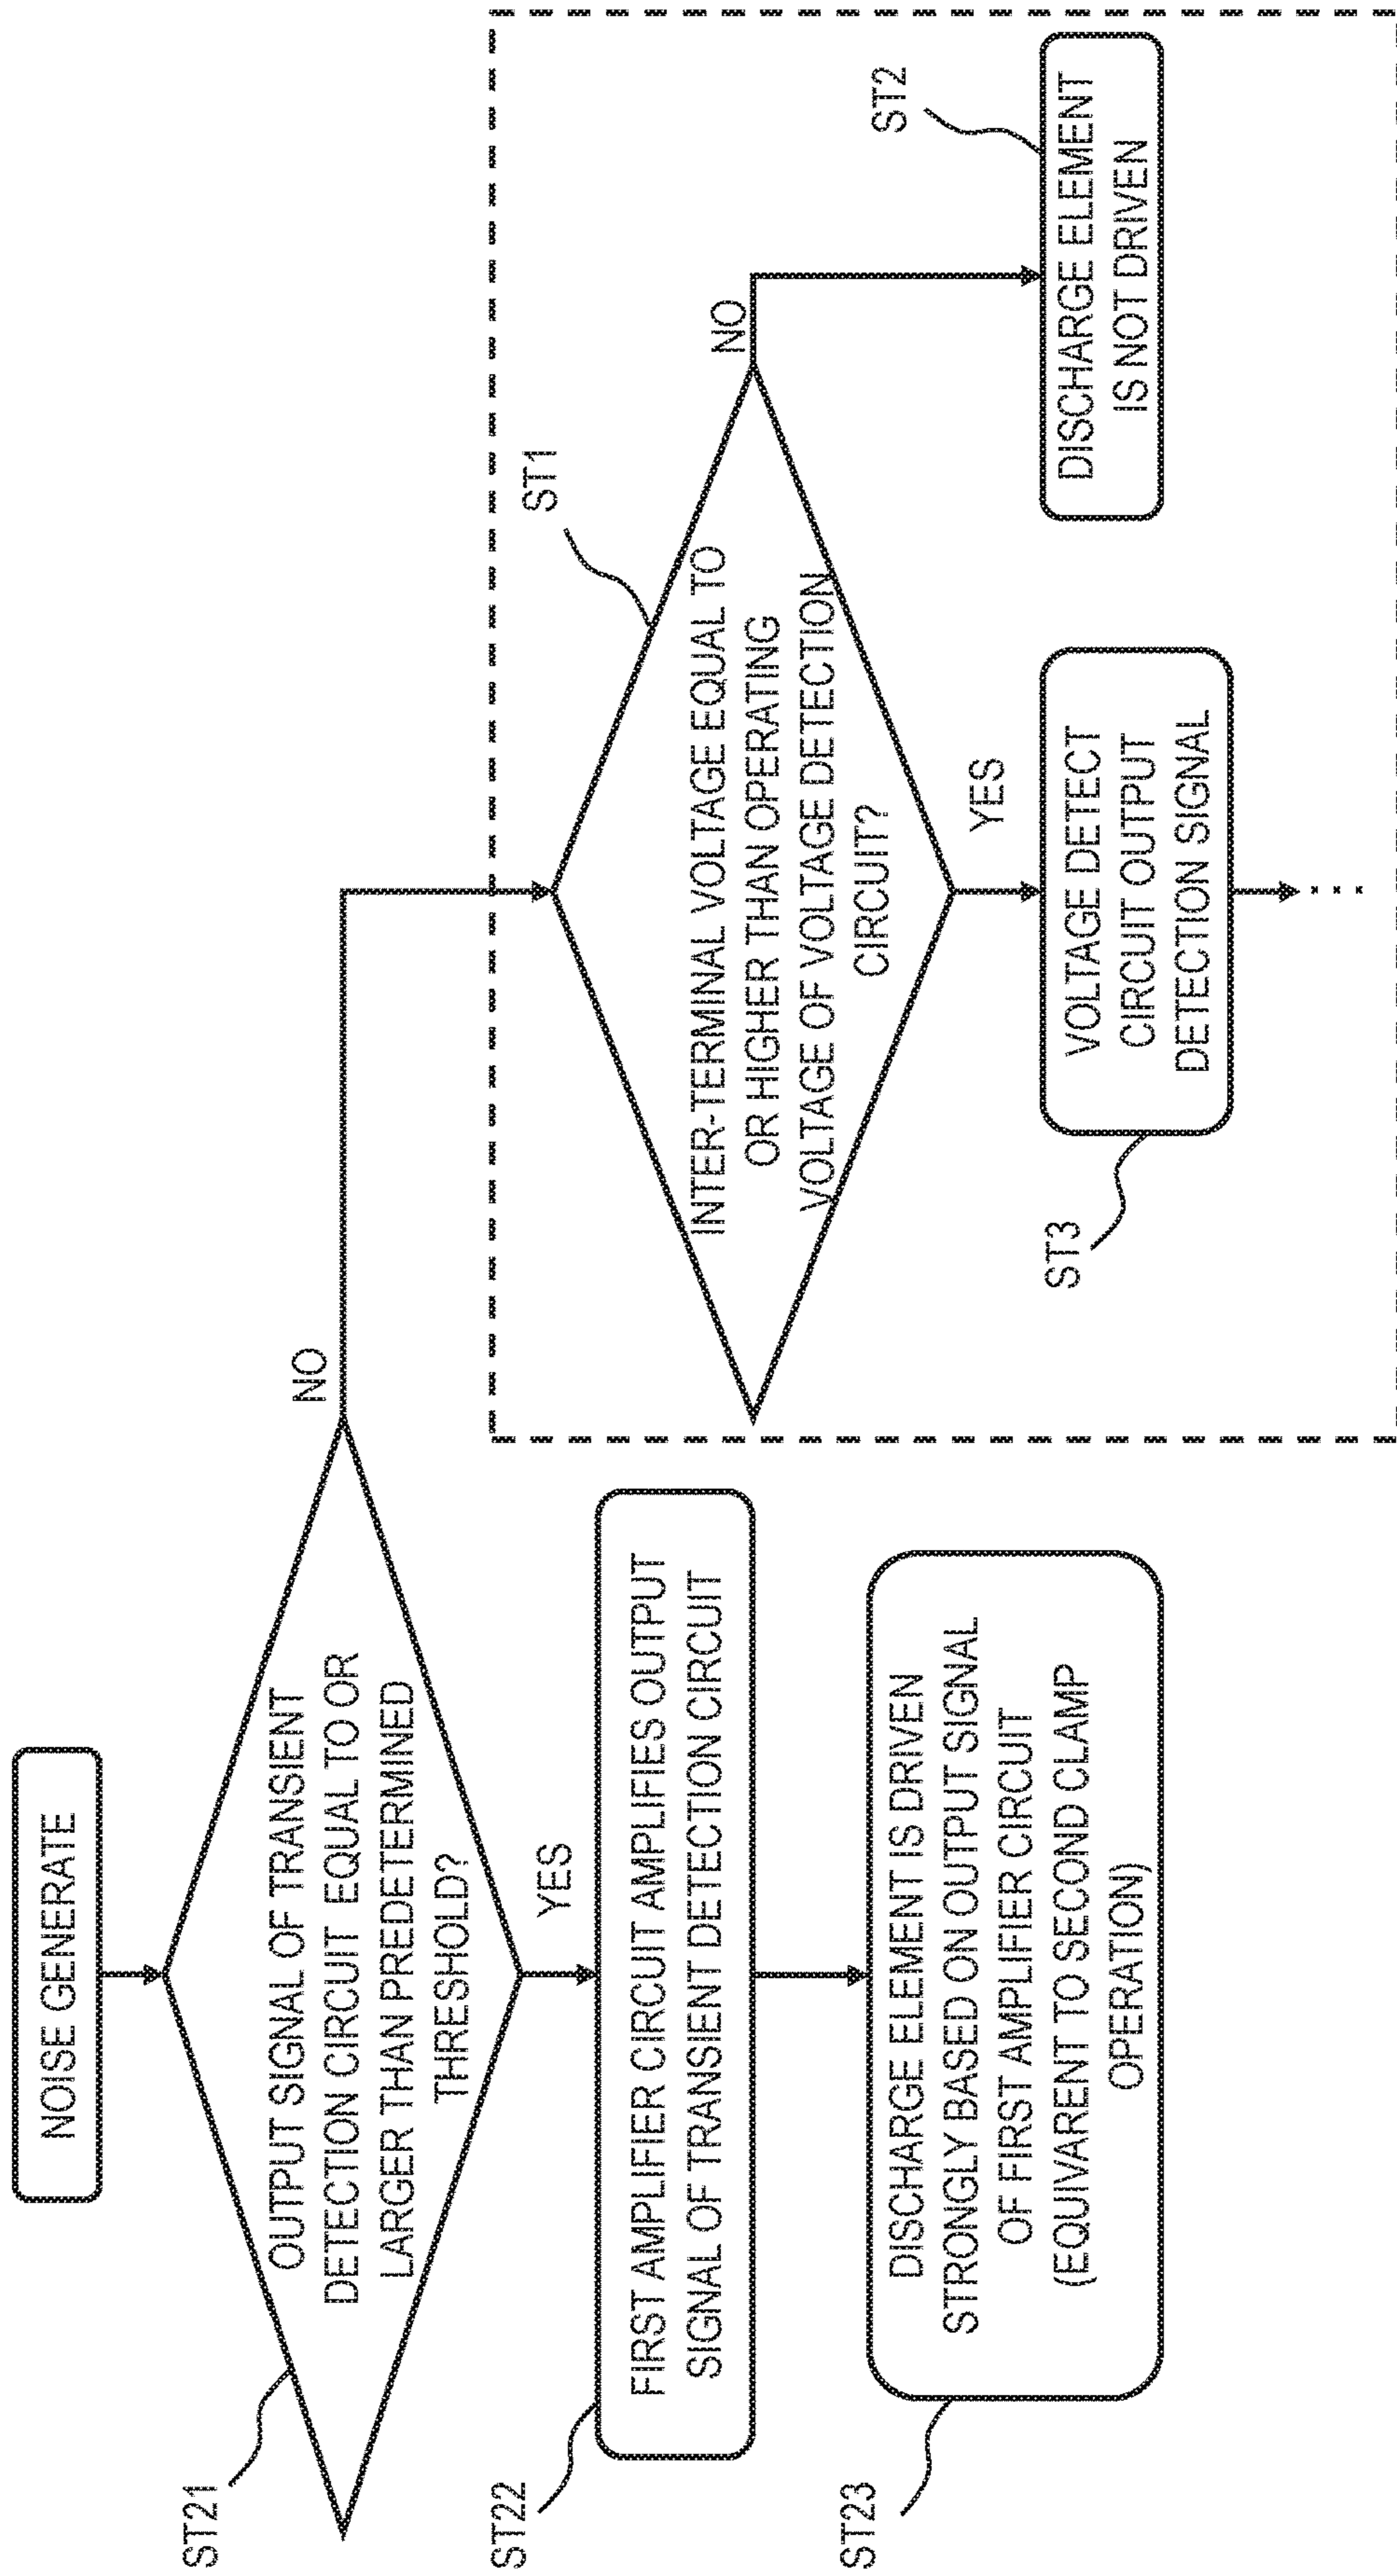 NOISE GENERATE
ST21
OUTPUT SIGNAL OF TRANSIENT
DETECTION CIRCUIT EQUAL TO OR
LARGER THAN PREDETERMINED
THRESHOLD?
NO
YES
ST22
FIRST AMPLIFIER CIRCUIT AMPLIFIES OUTPUT
SIGNAL OF TRANSIENT DETECTION CIRCUIT
ST23
DISCHARGE ELEMENT IS DRIVEN
STRONGLY BASED ON OUTPUT SIGNAL
OF FIRST AMPLIFIER CIRCUIT
(EQUIVARENT TO SECOND CLAMP
OPERATION)
ST1
INTER-TERMINAL VOLTAGE EQUAL TO
OR HIGHER THAN OPERATING
VOLTAGE OF VOLTAGE DETECTION
CIRCUIT?
NO
YES
ST2
DISCHARGE ELEMENT
IS NOT DRIVEN
ST3
VOLTAGE DETECT
CIRCUIT OUTPUT
DETECTION SIGNAL